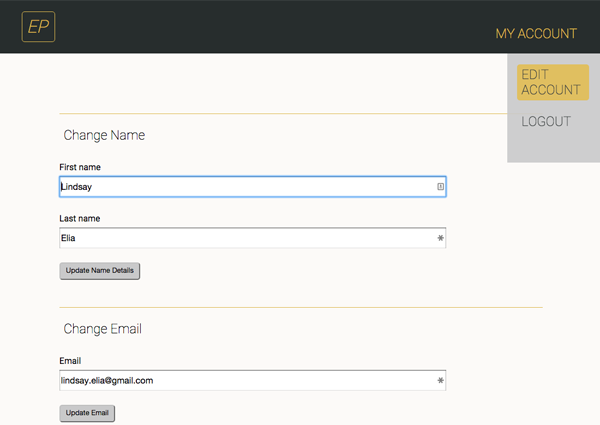 EP
MY ACCOUNT
EDIT
ACCOUNT
LOGOUT
Change Name
First name
Lindsay
Last name
Elia
Update Name Details
Change Email
Email
lindsay.elia@gmail.com
Update Email